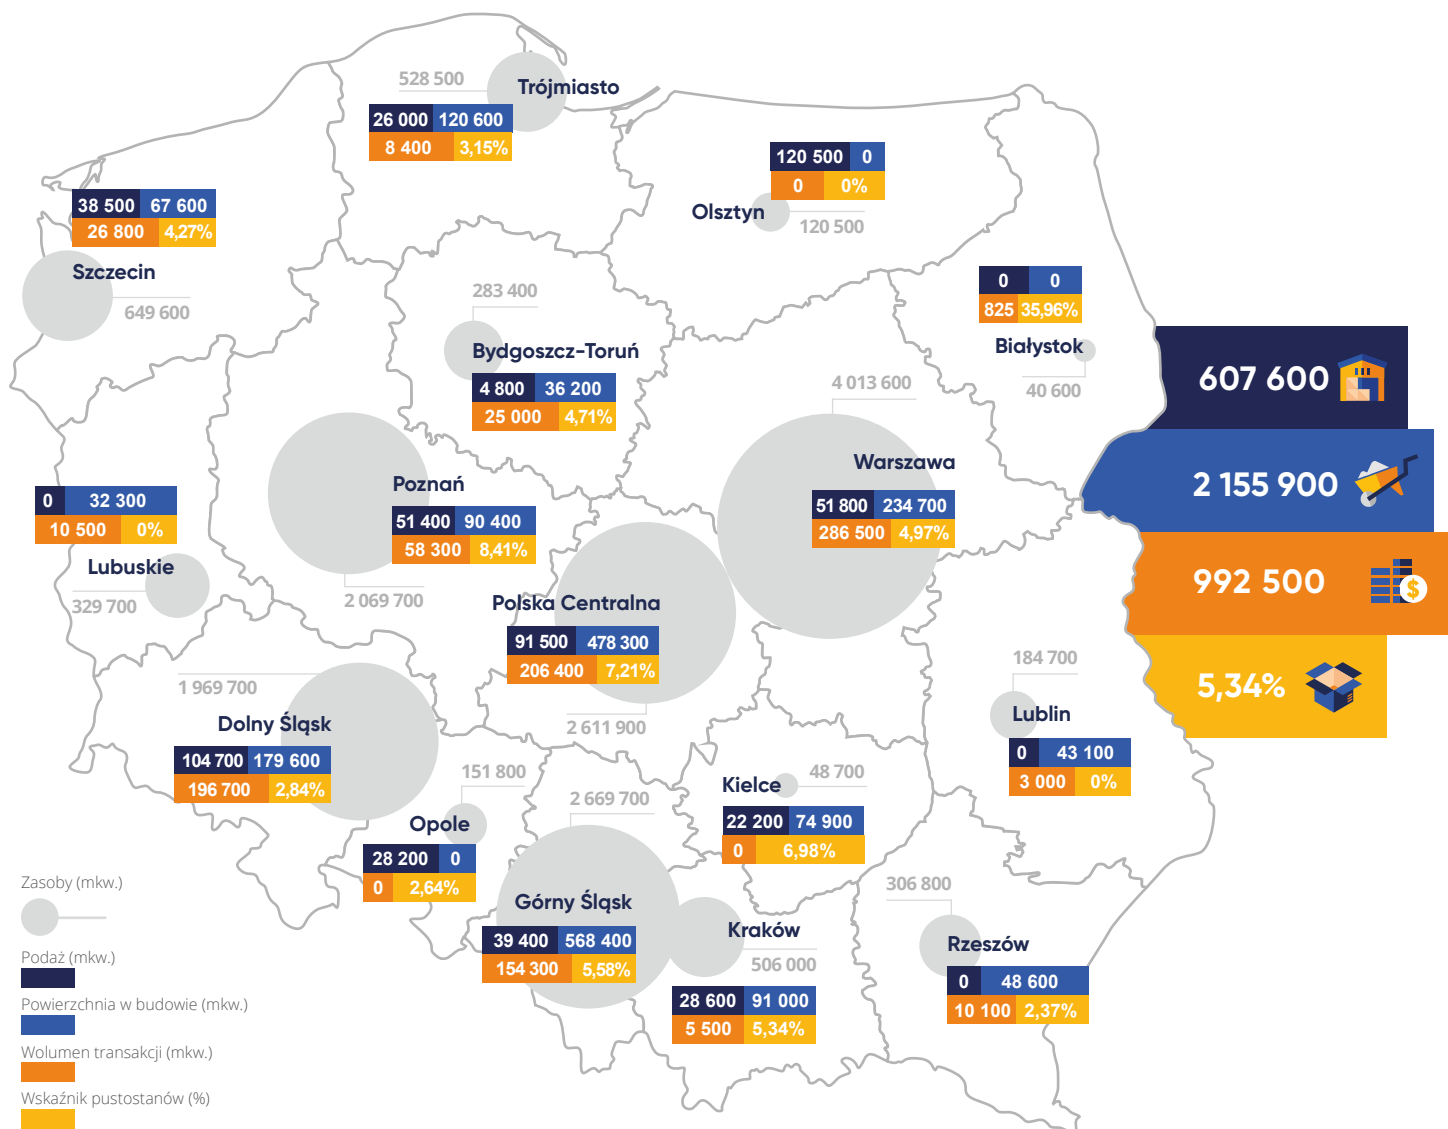 528 500
Trójmiasto
26 000 120 600
8 400 3,15%
120 500 0
0 0%
Olsztyn
120 500
38 500 67 600
26 800 4,27%
Szczecin
649 600
283 400
Bydgoszcz-Toruń
4 800 36 200
25 000 4,71%
0 0
825 35,96%
Białystok
40 600
607 600
4 013 600
Warszawa
51 800 234 700
286 500 4,97%
2 155 900
Poznań
51 400 90 400
58 300 8,41%
2 069 700
0 32 300
10 500 0%
Lubuskie
329 700
992 500
Polska Centralna
91 500 478 300
206 400 7,21%
2 611 900
5,34%
1 969 700
Dolny Śląsk
104 700 179 600
196 700 2,84%
184 700
Lublin
0 43 100
3 000 0%
151 800
Opole
28 200 0
0 2,64%
2 669 700
Górny Śląsk
39 400 568 400
154 300 5,58%
48 700
Kielce
22 200 74 900
0 6,98%
Kraków
506 000
28 600 91 000
5 500 5,34%
306 800
Rzeszów
0 48 600
10 100 2,37%
Zasoby (mkw.)
Podaż (mkw.)
Powierzchnia w budowie (mkw.)
Wolumen transakcji (mkw.)
Wskaźnik pustostanów (%)
$